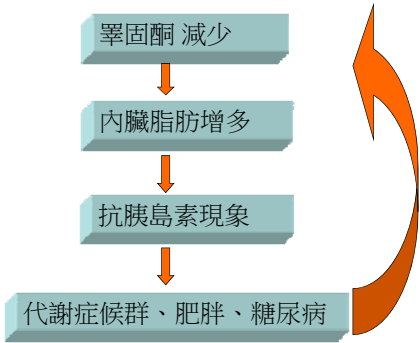 睪固酮 減少
內臟脂肪增多
抗胰島素現象
代謝症候群、肥胖、糖尿病